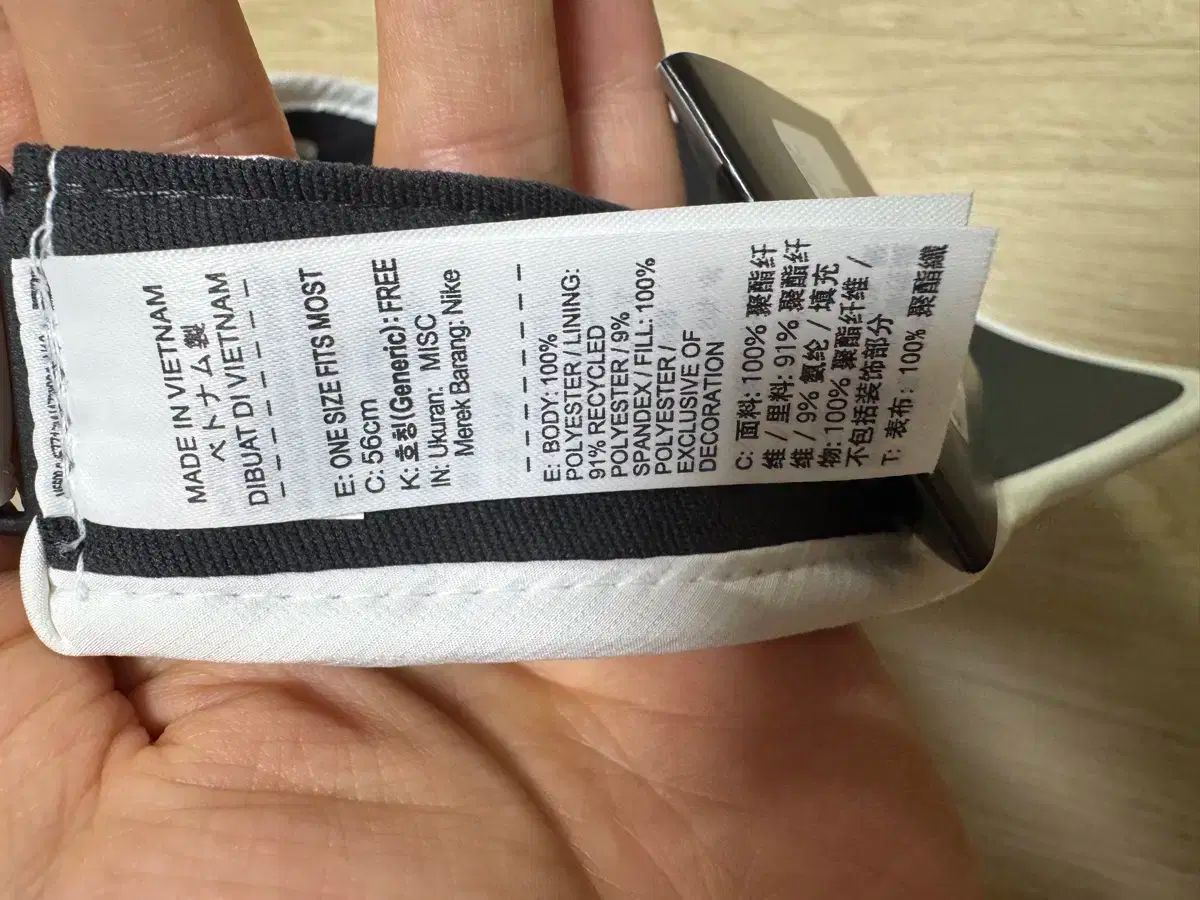 MADE IN VIETNAM
ベトナム製
DIBUAT DI VIETNAM
E: ONE SIZE FITS MOST
C: 56cm
K: 호칭(Generic): FREE
IN: Ukuran: MISC
Merek Barang: Nike
E: BODY: 100%
POLYESTER / LINING:
91% RECYCLED
POLYESTER / 9%
SPANDEX / FILL: 100%
POLYESTER /
EXCLUSIVE OF
DECORATION
C: 面料: 100% 聚酯纤
维 / 里料: 91% 聚酯纤
维 / 9% 氨纶 / 填充
物: 100% 聚酯纤维 /
不包括装饰部分
T: 表布: 100% 聚酯纖